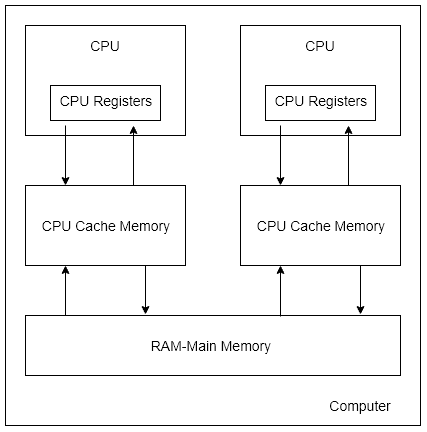 CPU
CPU
CPU Registers
CPU Registers
CPU Cache Memory
CPU Cache Memory
RAM-Main Memory
Computer